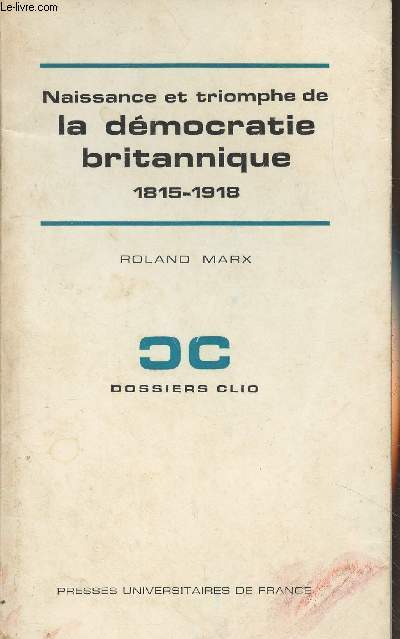 Le-livre.com
Naissance et triomphe de
la démocratie
britannique
1815-1918
ROLAND MARX
DC
DOSSIERS CLIO
PRESSES UNIVERSITAIRES DE FRANCE